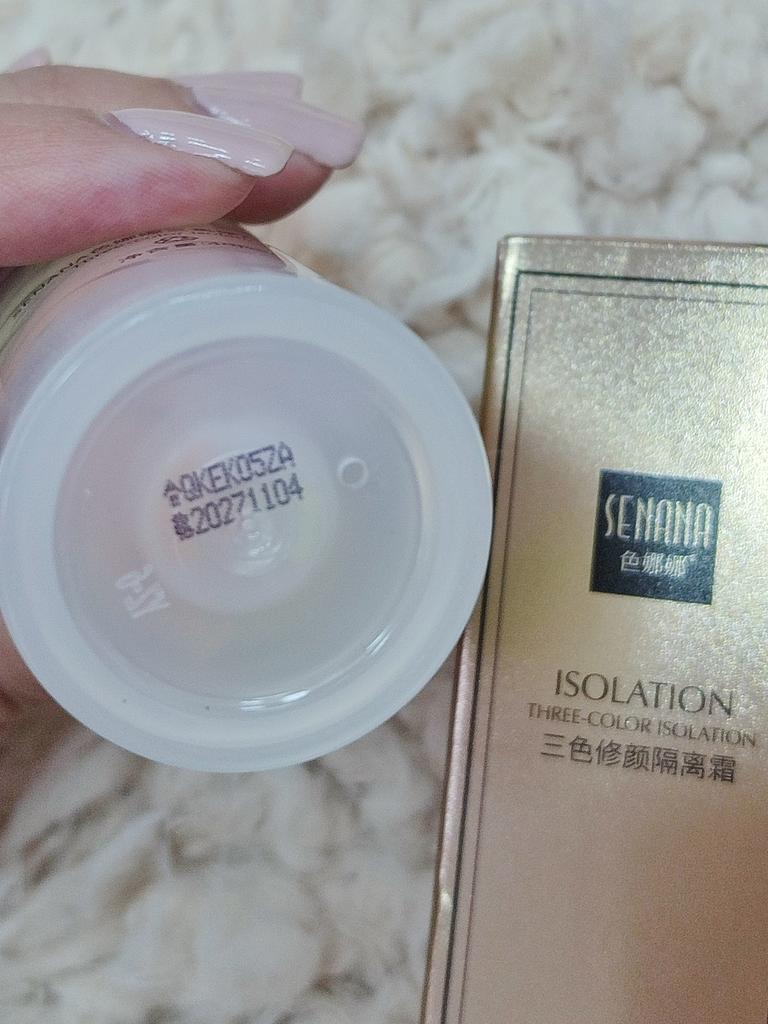 QKEK05ZA
20271104
SENANA
色娜娜
ISOLATION
THREE-COLOR ISOLATION
三色修颜隔离霜